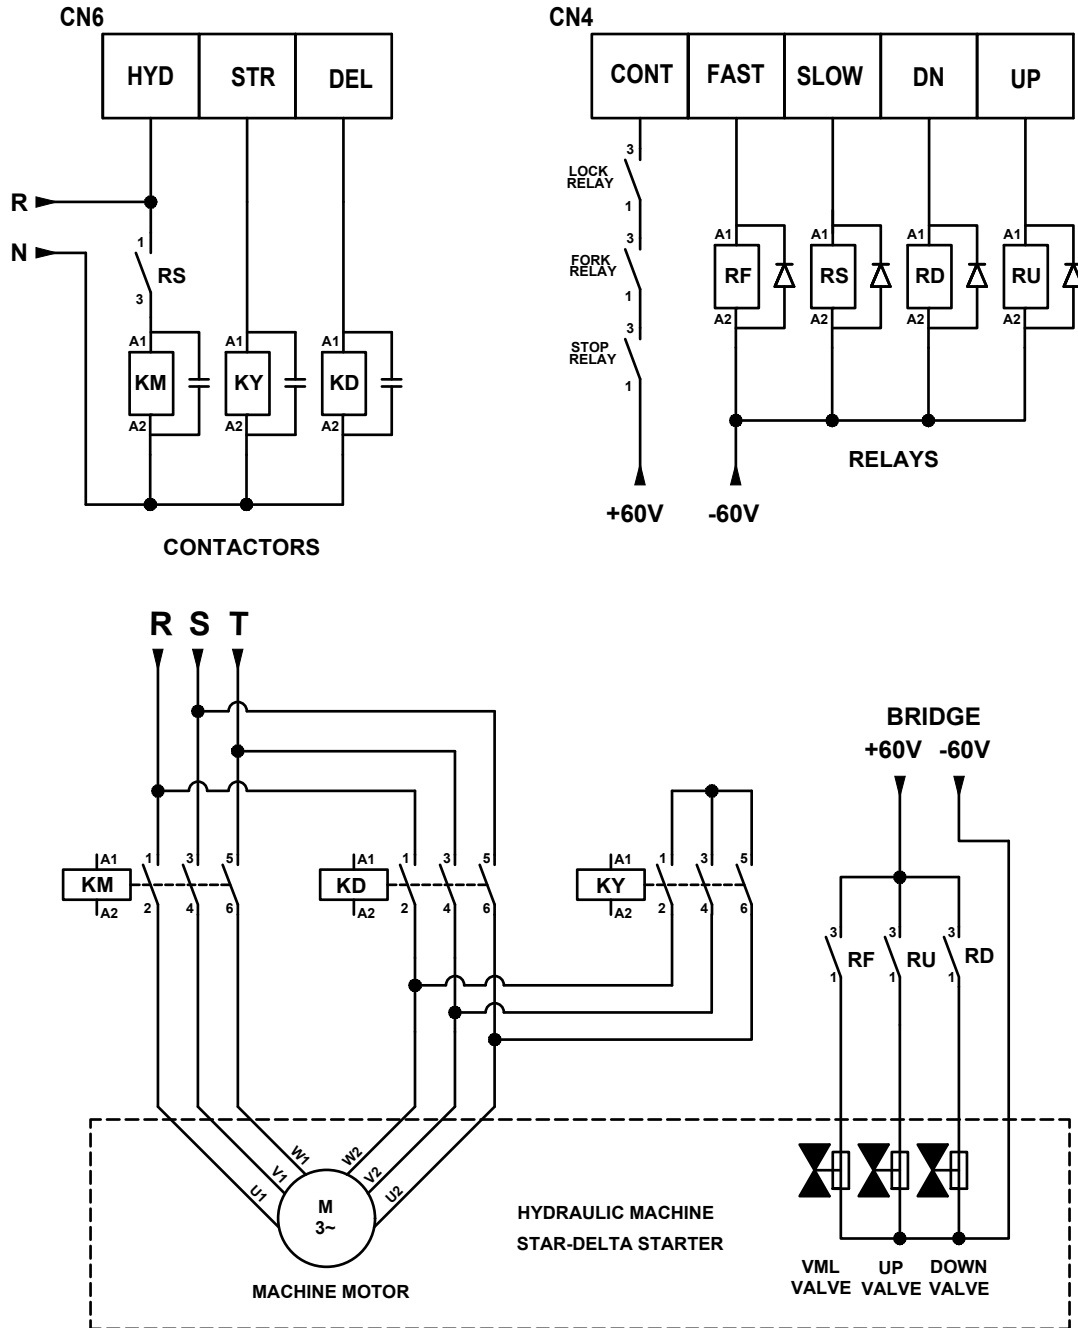 CN6
HYD STR DEL
R
N
1
RS
3
A1 A1 A1
KM KY KD
A2 A2 A2
CONTACTORS
CN4
CONT FAST SLOW DN UP
3
LOCK
RELAY
1
3
FORK
RELAY
1
3
STOP
RELAY
1
A1 A1 A1 A1
RF RS RD RU
A2 A2 A2 A2
RELAYS
+60V -60V
R S T
BRIDGE
+60V -60V
A1 1 3 5
KM
A2 2 4 6
A1 1 3 5
KD
A2 2 4 6
A1 1 3 5
KY
A2 2 4 6
3 3 3
RF RU RD
1 1 1
U1 V1 W1 W2 V2 U2
M
3~
MACHINE MOTOR
HYDRAULIC MACHINE
STAR-DELTA STARTER
VML UP DOWN
VALVE VALVE VALVE